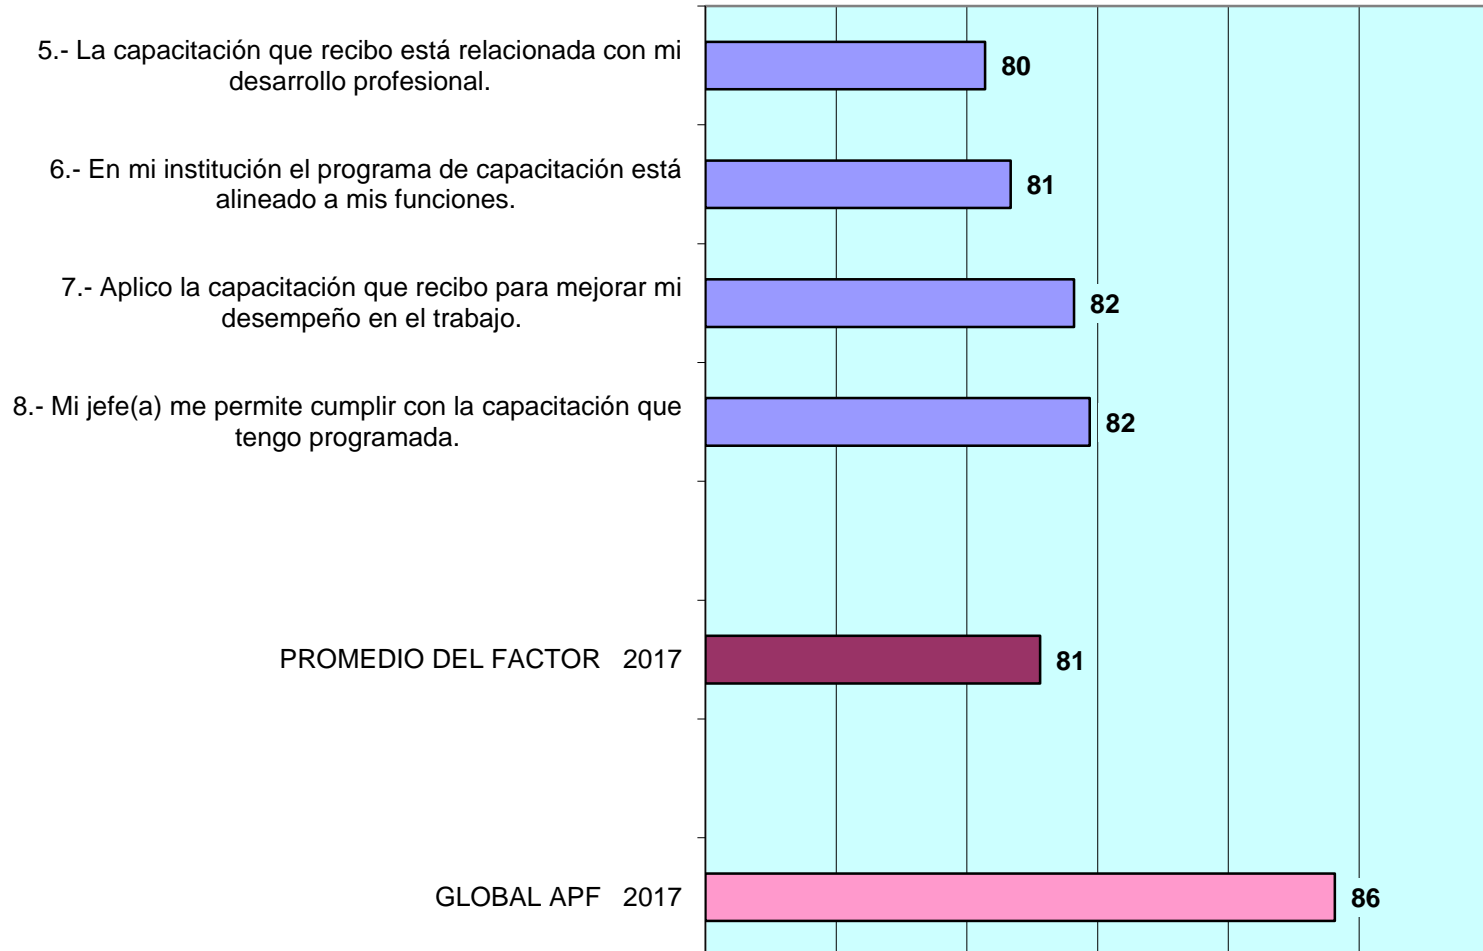 5.- La capacitación que recibo está relacionada con mi
desarrollo profesional.
80
6.- En mi institución el programa de capacitación está
alineado a mis funciones.
81
7.- Aplico la capacitación que recibo para mejorar mi
desempeño en el trabajo.
82
8.- Mi jefe(a) me permite cumplir con la capacitación que
tengo programada.
82
PROMEDIO DEL FACTOR 2017
81
GLOBAL APF 2017
86